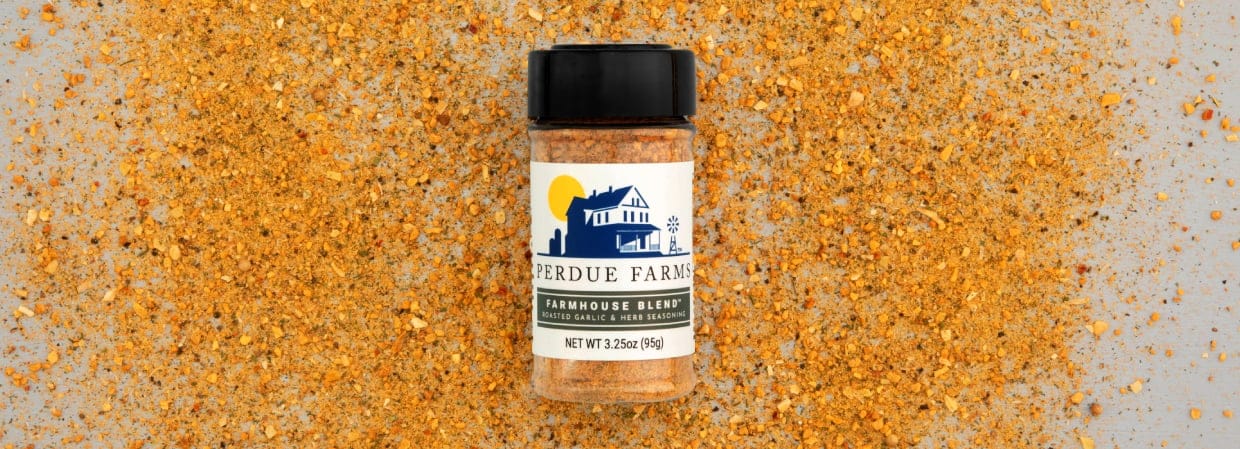 PERDUE FARMS
FARMHOUSE BLEND™
ROASTED GARLIC & HERB SEASONING
NET WT 3.25oz (95g)